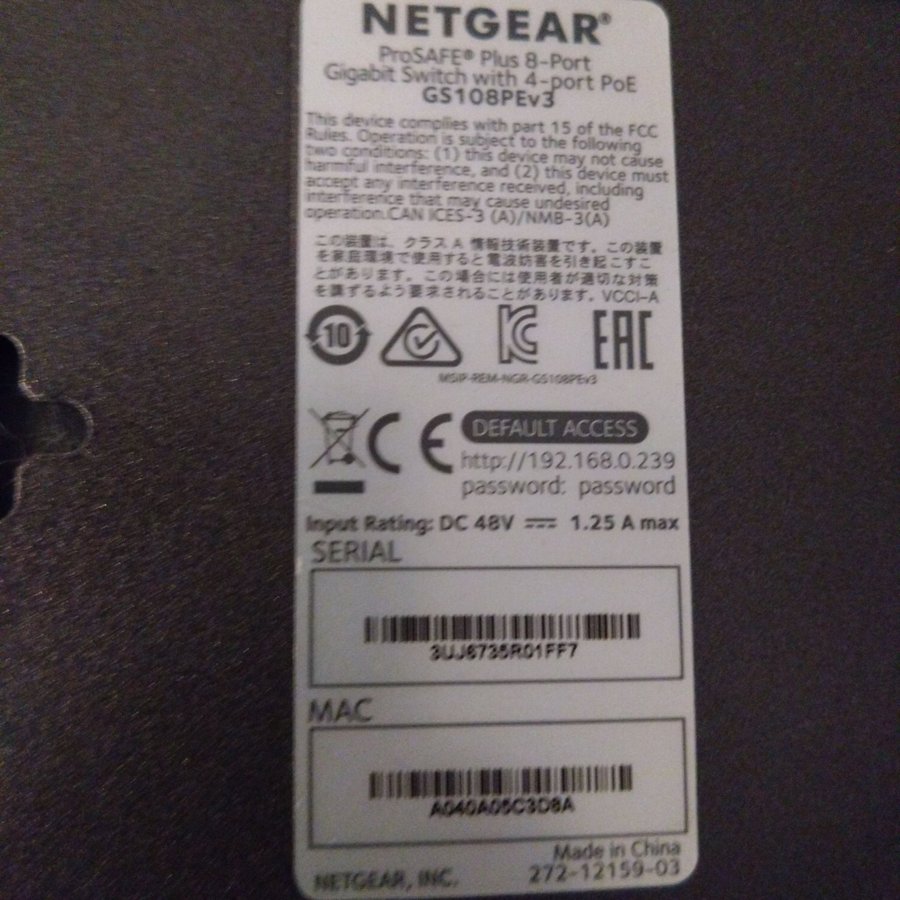 NETGEAR®
ProSAFE® Plus 8-Port
Gigabit Switch with 4-port PoE
GS108PEv3
This device complies with part 15 of the FCC
Rules. Operation is subject to the following
two conditions: (1) this device may not cause
harmful interference, and (2) this device must
accept any interference received, including
interference that may cause undesired
operation.CAN ICES-3 (A)/NMB-3(A)
この装置は、クラスA 情報技術装置です。この装置
を家庭環境で使用すると電波妨害を引き起こすこ
とがあります。この場合には使用者が適切な対策
を講ずるよう要求されることがあります。VCCI-A
10
EAC
MSIP-REM-NGR-GS108PEv3
CE
DEFAULT ACCESS
http://192.168.0.239
password: password
Input Rating: DC 48V ⎓ 1.25 A max
SERIAL
3UJ6735R01FF7
MAC
A040A05C3D8A
Made in China
NETGEAR, INC. 272-12159-03